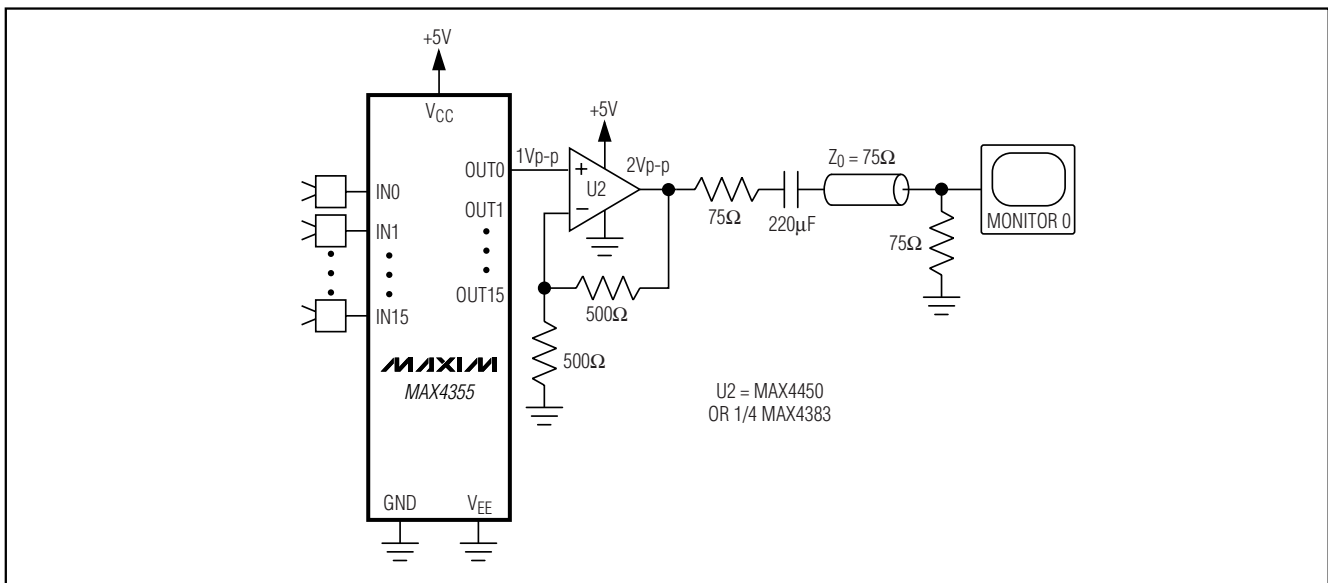 +5V
VCC
+5V
OUT0
1Vp-p
2Vp-p
Z0 = 75Ω
IN0
+
U2
−
OUT1
75Ω
220µF
MONITOR 0
IN1
75Ω
OUT15
500Ω
IN15
500Ω
MAXIM
MAX4355
U2 = MAX4450
OR 1/4 MAX4383
GND
VEE